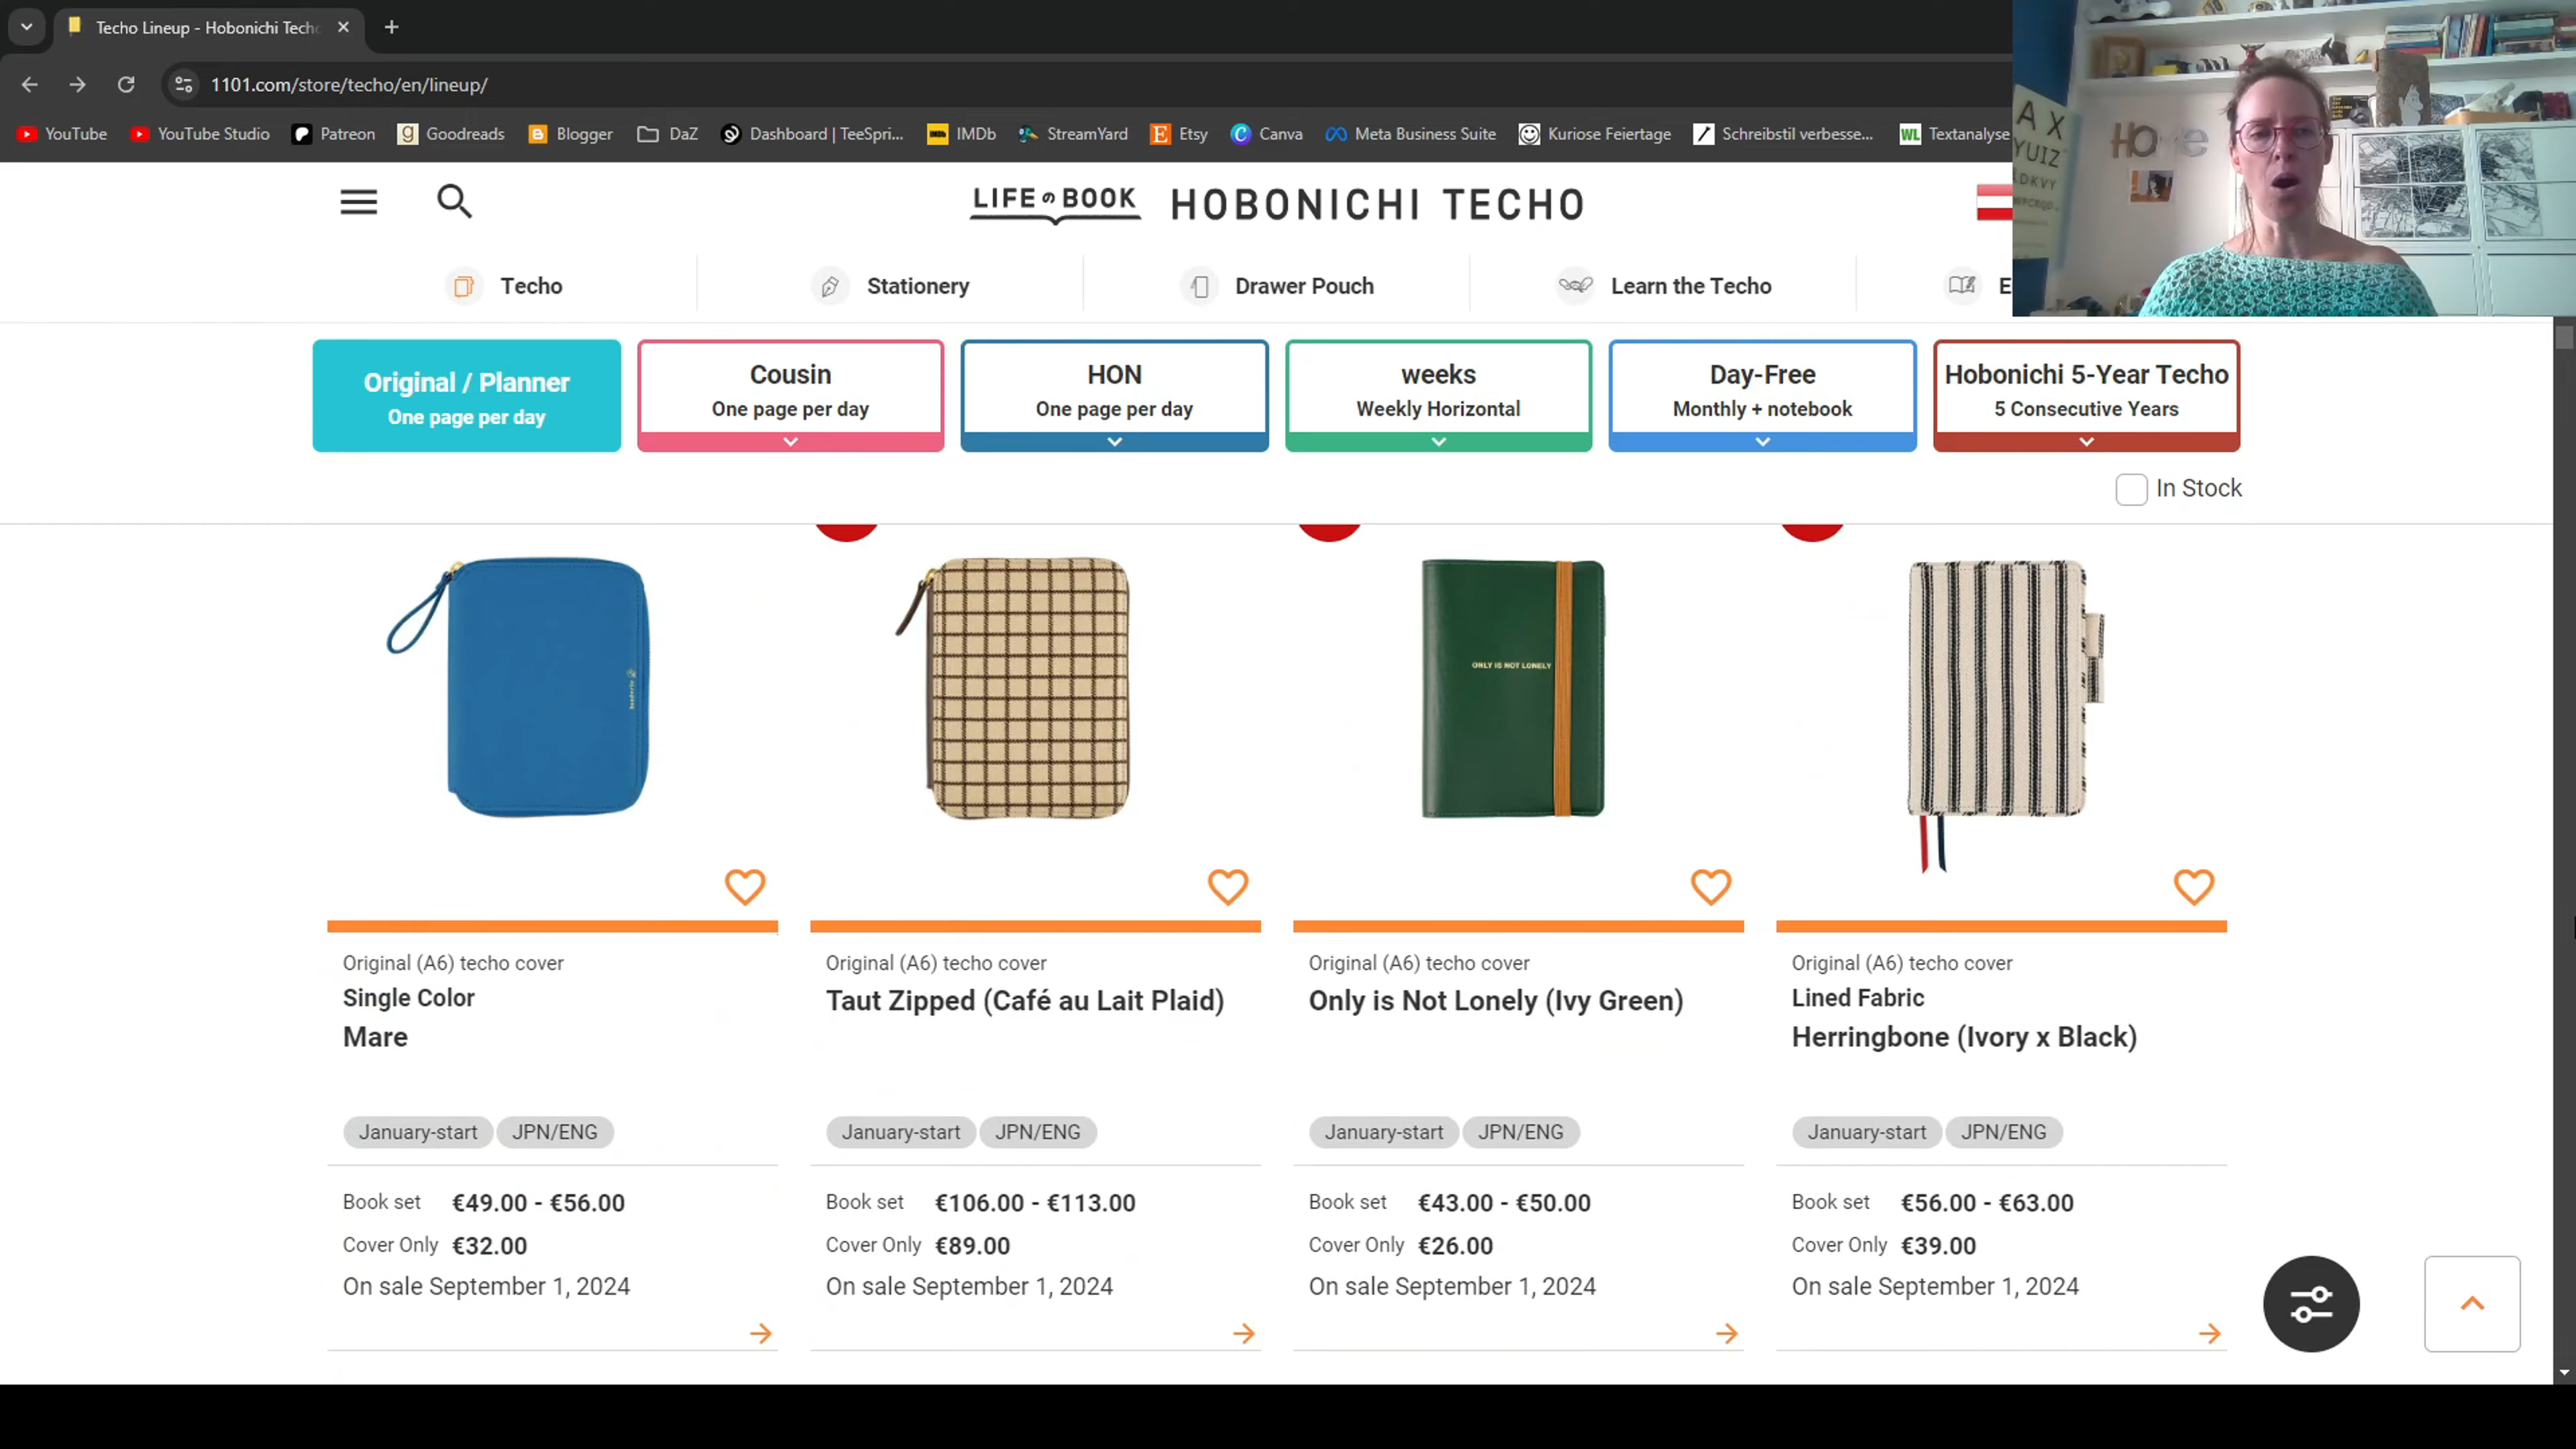 Techo Lineup - Hobonichi Techo
1101.com/store/techo/en/lineup/
YouTube YouTube Studio Patreon Goodreads Blogger DaZ Dashboard | TeeSpri... IMDb StreamYard Etsy Canva Meta Business Suite Kuriose Feiertage Schreibstil verbesse... WL Textanalyse
LIFE の BOOK HOBONICHI TECHO
Techo Stationery Drawer Pouch Learn the Techo E
Original / Planner
One page per day
Cousin
One page per day
HON
One page per day
weeks
Weekly Horizontal
Day-Free
Monthly + notebook
Hobonichi 5-Year Techo
5 Consecutive Years
In Stock
ONLY IS NOT LONELY
Original (A6) techo cover
Single Color
Mare
January-start JPN/ENG
Book set €49.00 - €56.00
Cover Only €32.00
On sale September 1, 2024
Original (A6) techo cover
Taut Zipped (Café au Lait Plaid)
January-start JPN/ENG
Book set €106.00 - €113.00
Cover Only €89.00
On sale September 1, 2024
Original (A6) techo cover
Only is Not Lonely (Ivy Green)
January-start JPN/ENG
Book set €43.00 - €50.00
Cover Only €26.00
On sale September 1, 2024
Original (A6) techo cover
Lined Fabric
Herringbone (Ivory x Black)
January-start JPN/ENG
Book set €56.00 - €63.00
Cover Only €39.00
On sale September 1, 2024
A X
YUIZ
DKVY
HOME